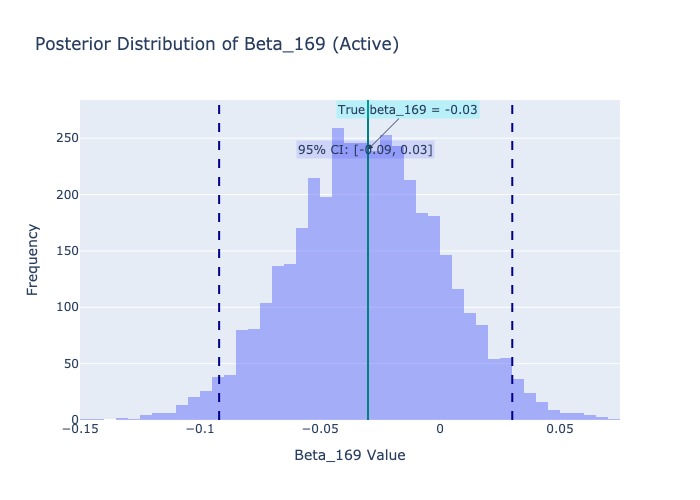 Posterior Distribution of Beta_169 (Active)
True beta_169 = -0.03
95% CI: [-0.09, 0.03]
250
200
150
100
50
0
Frequency
−0.15
−0.1
−0.05
0
0.05
Beta_169 Value